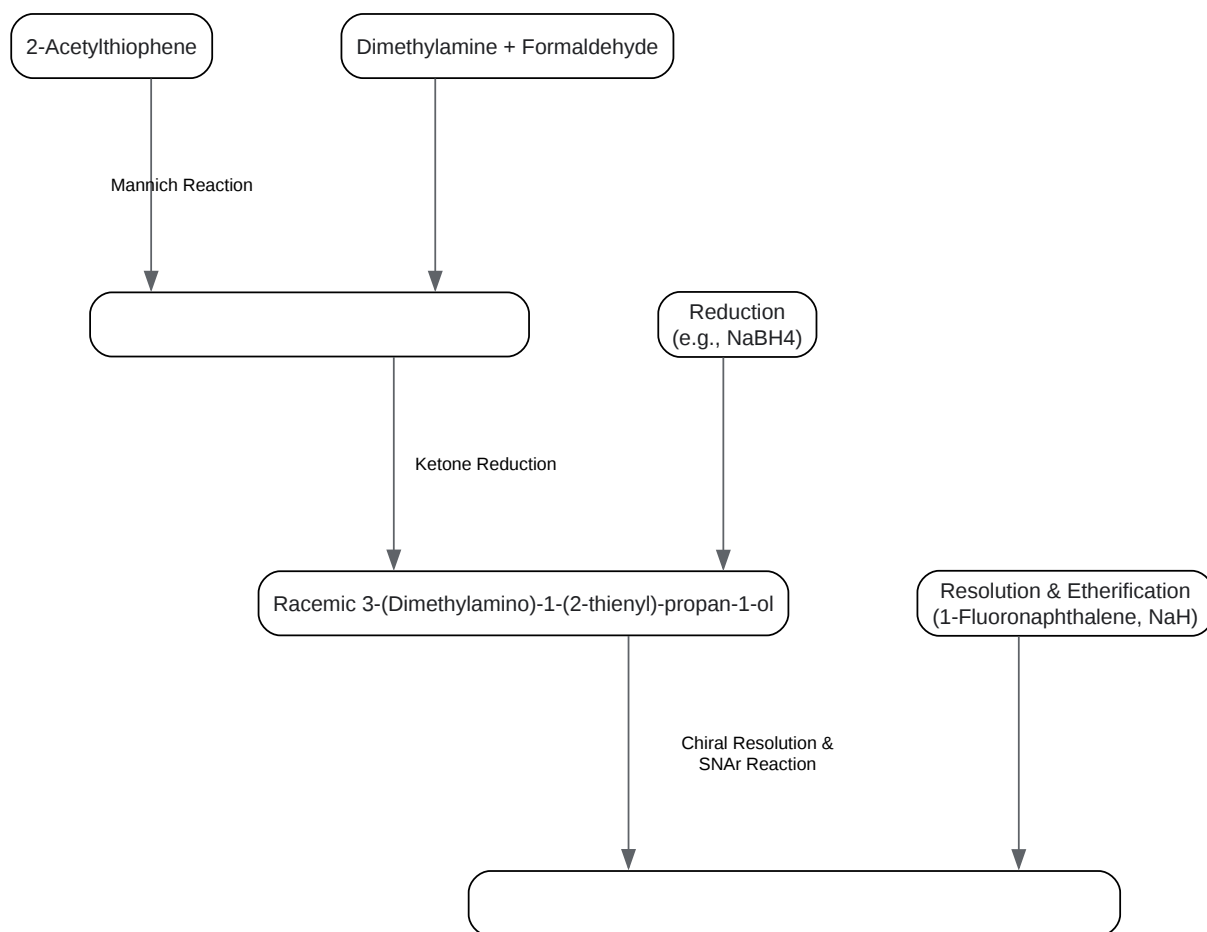 2-Acetylthiophene
Dimethylamine + Formaldehyde
Mannich Reaction
Reduction
(e.g., NaBH4)
Ketone Reduction
Racemic 3-(Dimethylamino)-1-(2-thienyl)-propan-1-ol
Resolution & Etherification
(1-Fluoronaphthalene, NaH)
Chiral Resolution &
SNAr Reaction